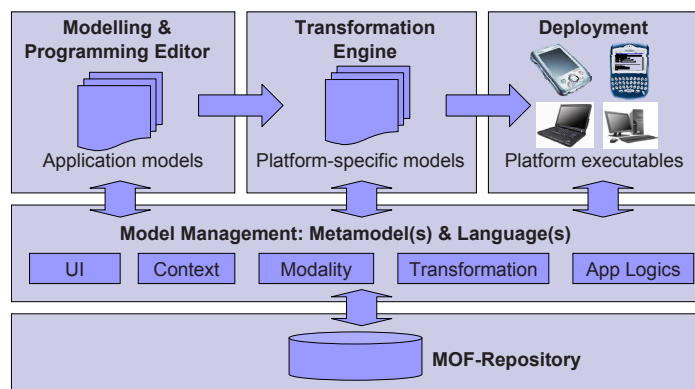 Modelling &
Programming Editor
Application models
Transformation
Engine
Platform-specific models
Deployment
Platform executables
Model Management: Metamodel(s) & Language(s)
UI
Context
Modality
Transformation
App Logics
MOF-Repository